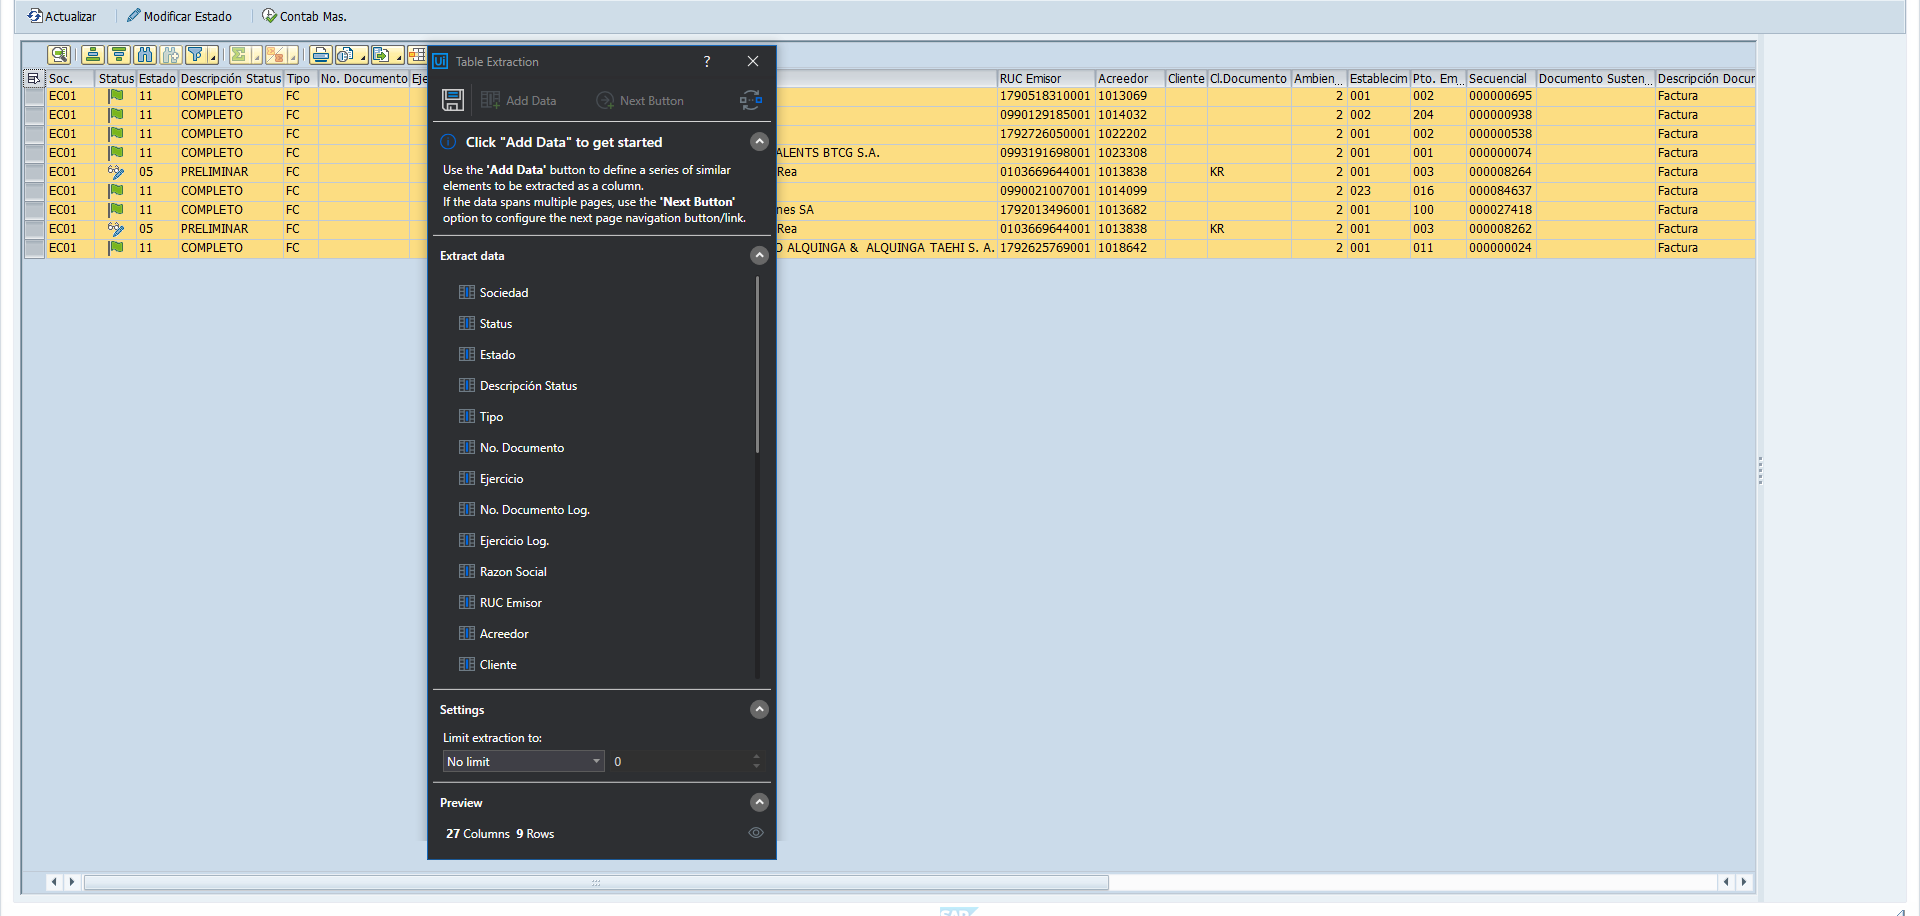 Actualizar Modificar Estado Contab Mas.
Ui Table Extraction ?
Add Data Next Button
Click "Add Data" to get started
Use the 'Add Data' button to define a series of similar
elements to be extracted as a column.
If the data spans multiple pages, use the 'Next Button'
option to configure the next page navigation button/link.
Extract data
Sociedad
Status
Estado
Descripción Status
Tipo
No. Documento
Ejercicio
No. Documento Log.
Ejercicio Log.
Razon Social
RUC Emisor
Acreedor
Cliente
Settings
Limit extraction to:
No limit 0
Preview
27 Columns 9 Rows
Soc. Status Estado Descripción Status Tipo No. Documento Eje RUC Emisor Acreedor Cliente Cl.Documento Ambien... Establecim Pto. Em... Secuencial Documento Susten... Descripción Docur
EC01 11 COMPLETO FC 1790518310001 1013069 2 001 002 000000695 Factura
EC01 11 COMPLETO FC 0990129185001 1014032 2 002 204 000000938 Factura
EC01 11 COMPLETO FC 1792726050001 1022202 2 001 002 000000538 Factura
EC01 11 COMPLETO FC ALENTS BTCG S.A. 0993191698001 1023308 2 001 001 000000074 Factura
EC01 05 PRELIMINAR FC Rea 0103669644001 1013838 KR 2 001 003 000008264 Factura
EC01 11 COMPLETO FC 0990021007001 1014099 2 023 016 000084637 Factura
EC01 11 COMPLETO FC nes SA 1792013496001 1013682 2 001 100 000027418 Factura
EC01 05 PRELIMINAR FC Rea 0103669644001 1013838 KR 2 001 003 000008262 Factura
EC01 11 COMPLETO FC O ALQUINGA & ALQUINGA TAEHI S. A. 1792625769001 1018642 2 001 011 000000024 Factura
SAP